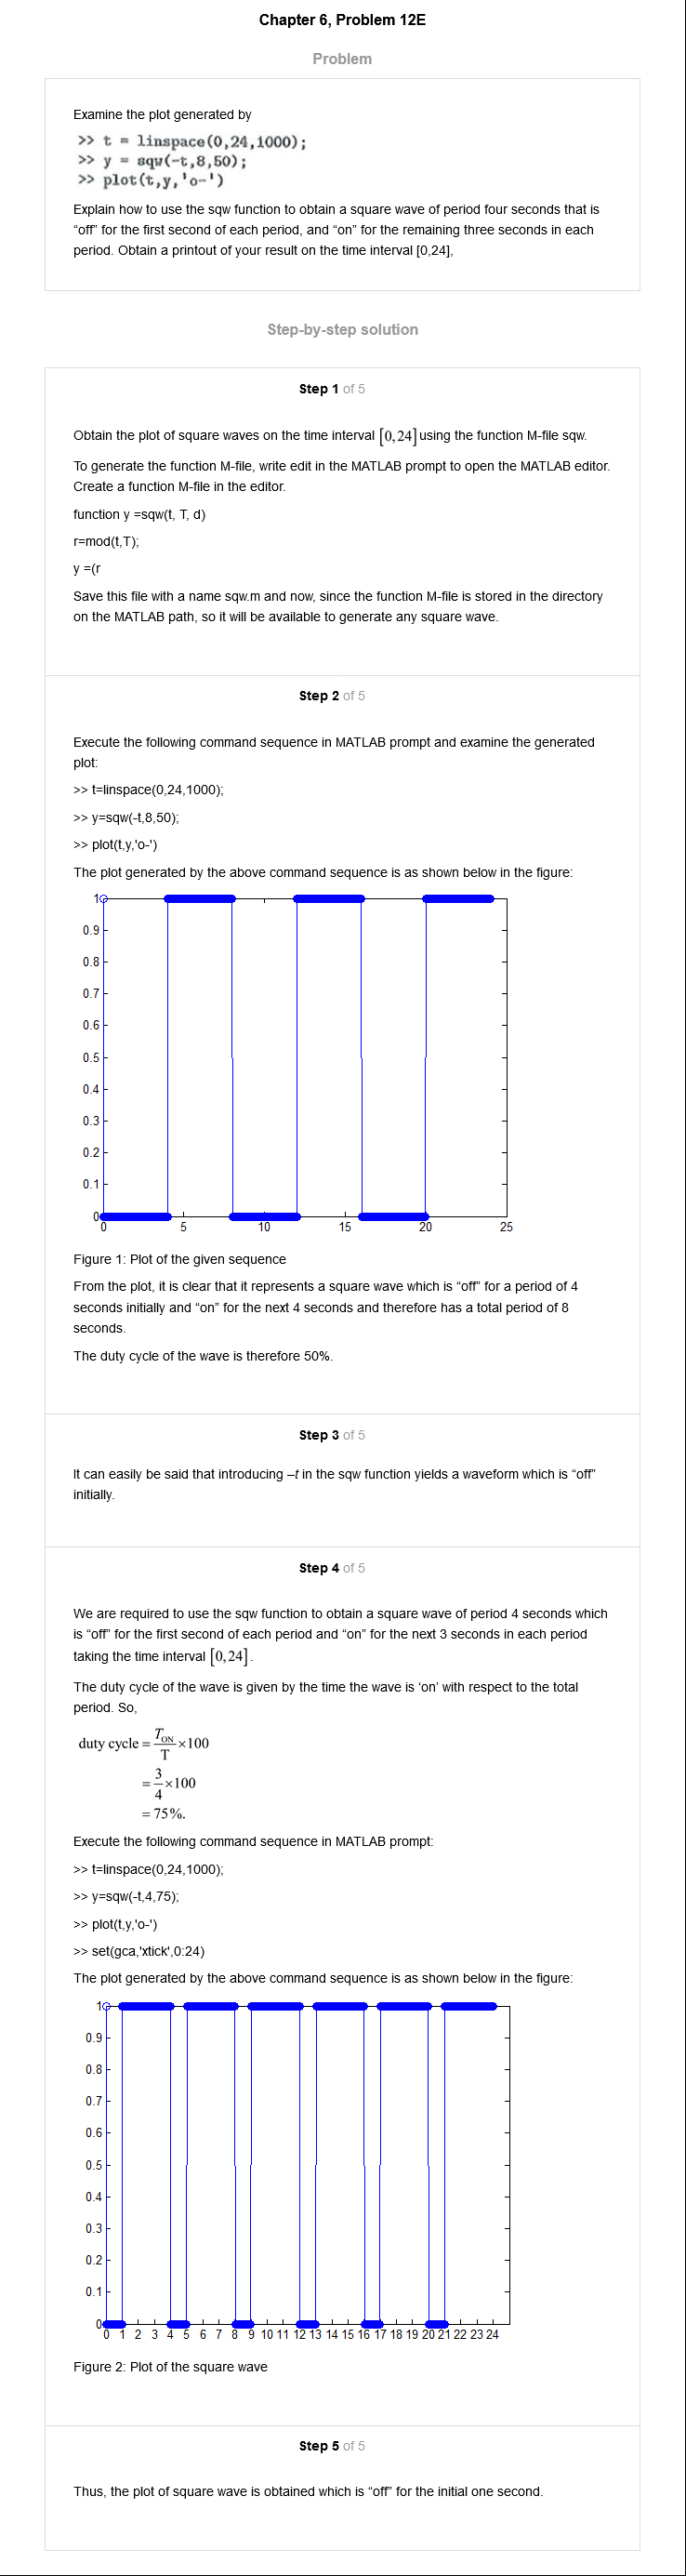 Chapter 6, Problem 12E
Problem
Examine the plot generated by
>> t = linspace(0,24,1000);
>> y = sqw(-t,8,50);
>> plot(t,y,'o-')
Explain how to use the sqw function to obtain a square wave of period four seconds that is
“off” for the first second of each period, and “on” for the remaining three seconds in each
period. Obtain a printout of your result on the time interval [0,24],
Step-by-step solution
Step 1 of 5
Obtain the plot of square waves on the time interval [0,24] using the function M-file sqw.
To generate the function M-file, write edit in the MATLAB prompt to open the MATLAB editor.
Create a function M-file in the editor.
function y =sqw(t, T, d)
r=mod(t,T);
y =(r
Save this file with a name sqw.m and now, since the function M-file is stored in the directory
on the MATLAB path, so it will be available to generate any square wave.
Step 2 of 5
Execute the following command sequence in MATLAB prompt and examine the generated
plot:
>> t=linspace(0,24,1000);
>> y=sqw(-t,8,50);
>> plot(t,y,'o-')
The plot generated by the above command sequence is as shown below in the figure:
1
0.9
0.8
0.7
0.6
0.5
0.4
0.3
0.2
0.1
0
0 5 10 15 20 25
Figure 1: Plot of the given sequence
From the plot, it is clear that it represents a square wave which is “off” for a period of 4
seconds initially and “on” for the next 4 seconds and therefore has a total period of 8
seconds.
The duty cycle of the wave is therefore 50%.
Step 3 of 5
It can easily be said that introducing –t in the sqw function yields a waveform which is “off”
initially.
Step 4 of 5
We are required to use the sqw function to obtain a square wave of period 4 seconds which
is “off” for the first second of each period and “on” for the next 3 seconds in each period
taking the time interval [0,24].
The duty cycle of the wave is given by the time the wave is ‘on’ with respect to the total
period. So,
duty cycle = T_ON/T ×100
= 3/4 ×100
= 75%.
Execute the following command sequence in MATLAB prompt:
>> t=linspace(0,24,1000);
>> y=sqw(-t,4,75);
>> plot(t,y,'o-')
>> set(gca,'xtick',0:24)
The plot generated by the above command sequence is as shown below in the figure:
1
0.9
0.8
0.7
0.6
0.5
0.4
0.3
0.2
0.1
0
0 1 2 3 4 5 6 7 8 9 10 11 12 13 14 15 16 17 18 19 20 21 22 23 24
Figure 2: Plot of the square wave
Step 5 of 5
Thus, the plot of square wave is obtained which is “off” for the initial one second.